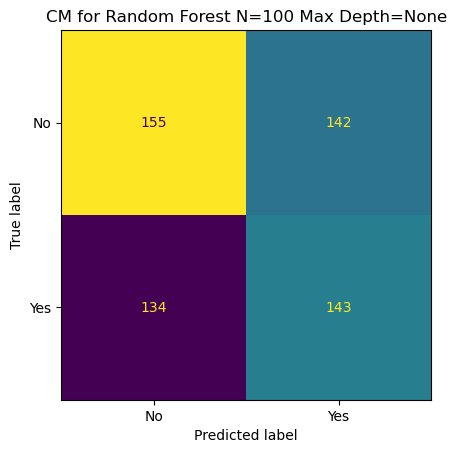 CM for Random Forest N=100 Max Depth=None
True label
No
155
142
Yes
134
143
No
Yes
Predicted label